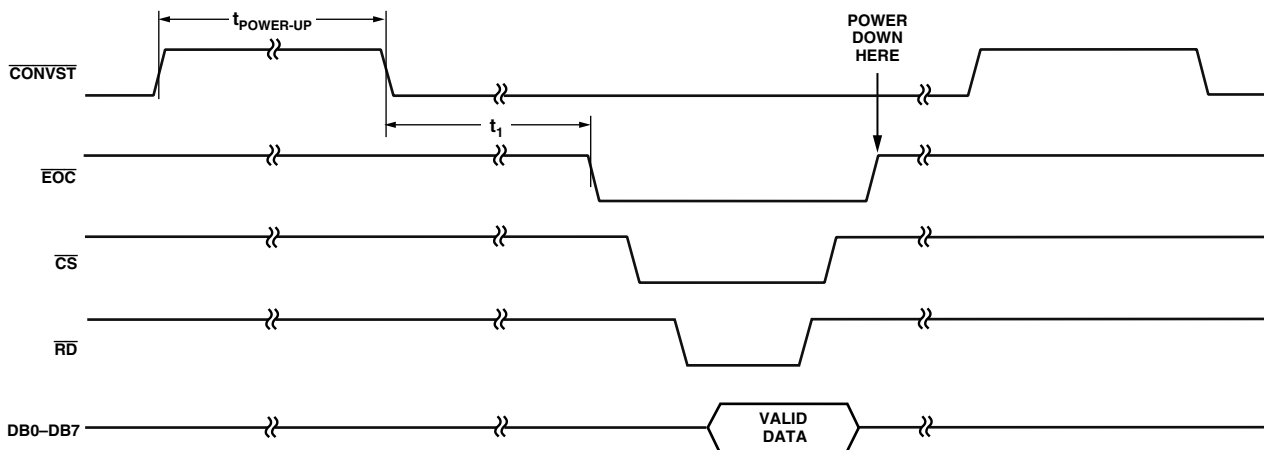 tPOWER-UP
POWER
DOWN
HERE
CONVST
t1
EOC
CS
RD
DB0–DB7
VALID
DATA